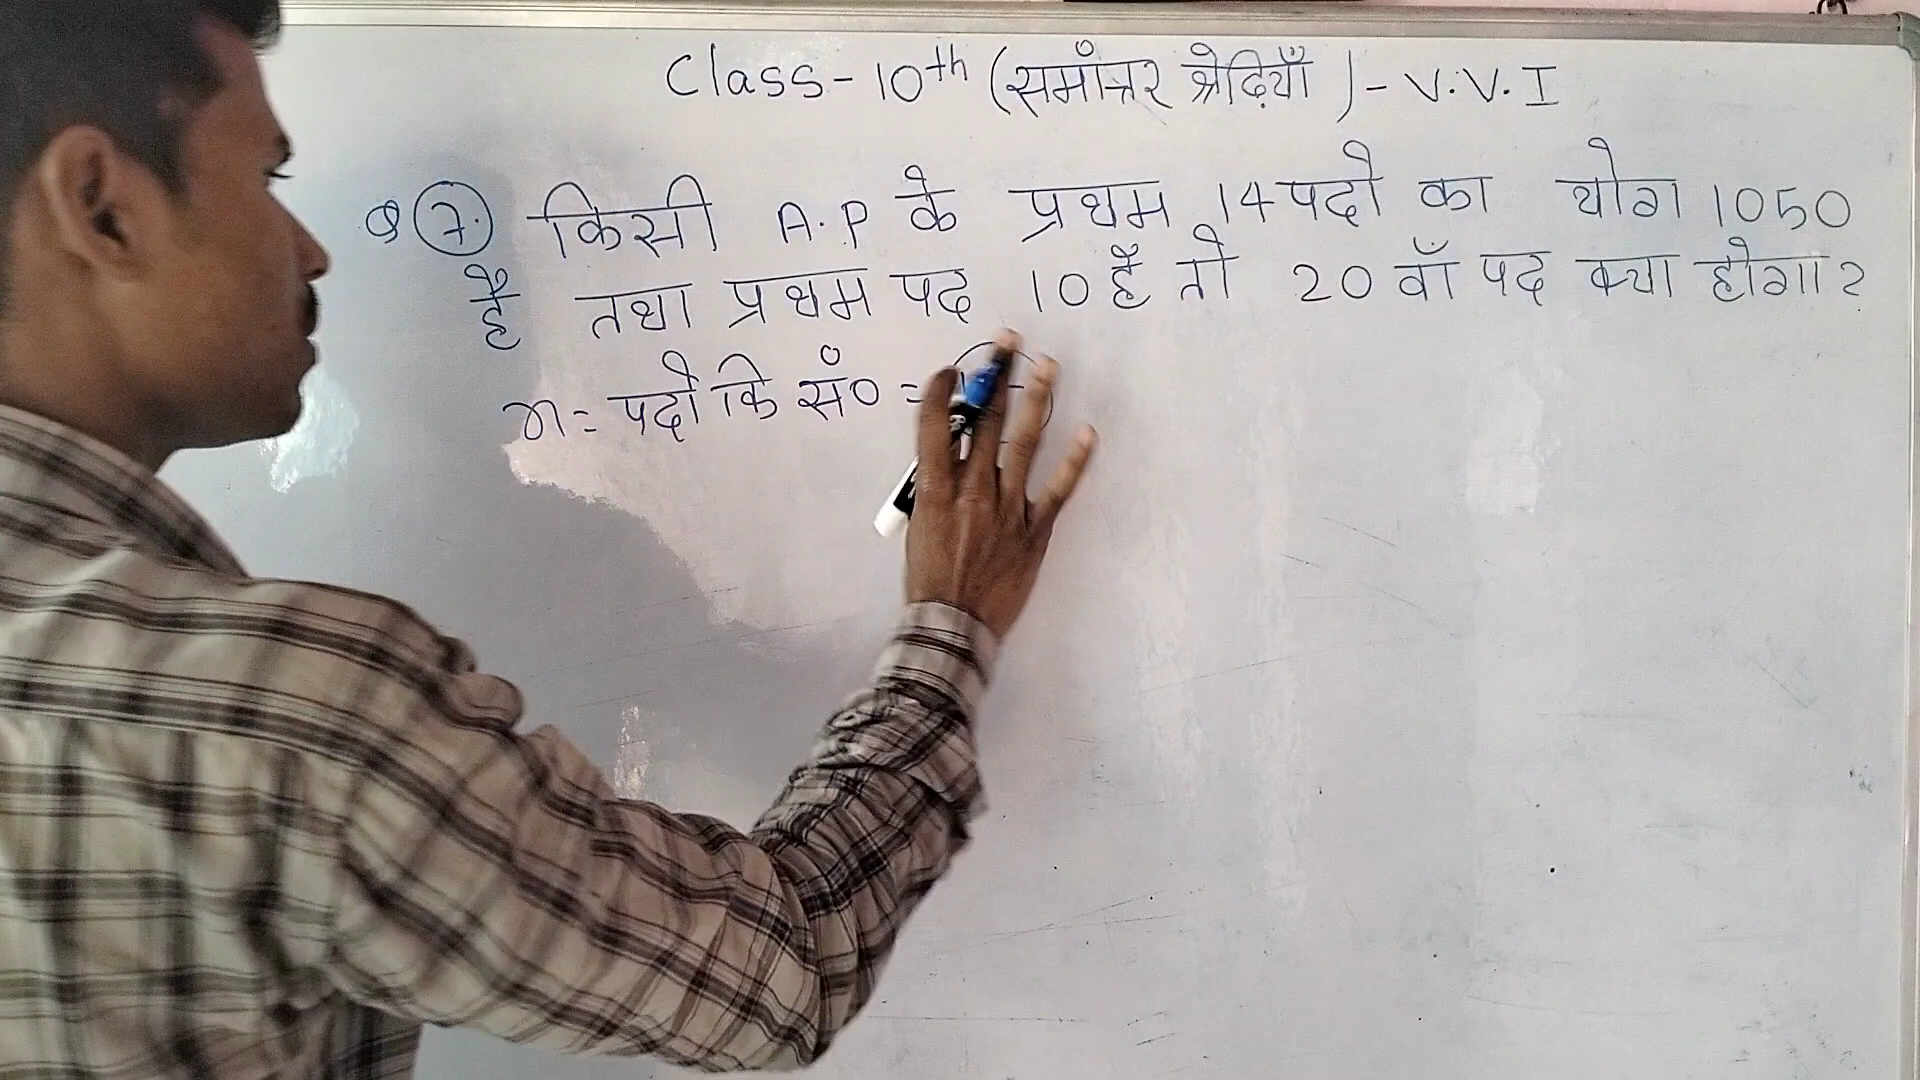 Class-10th (समांन्तर श्रेढ़ियाँ)-V.V.I
Q 7. किसी A.P के प्रथम 14 पदो का योग 1050
है तथा प्रथम पद 10 है तो 20 वाँ पद क्या होगा?
n = पदो कि सं० =